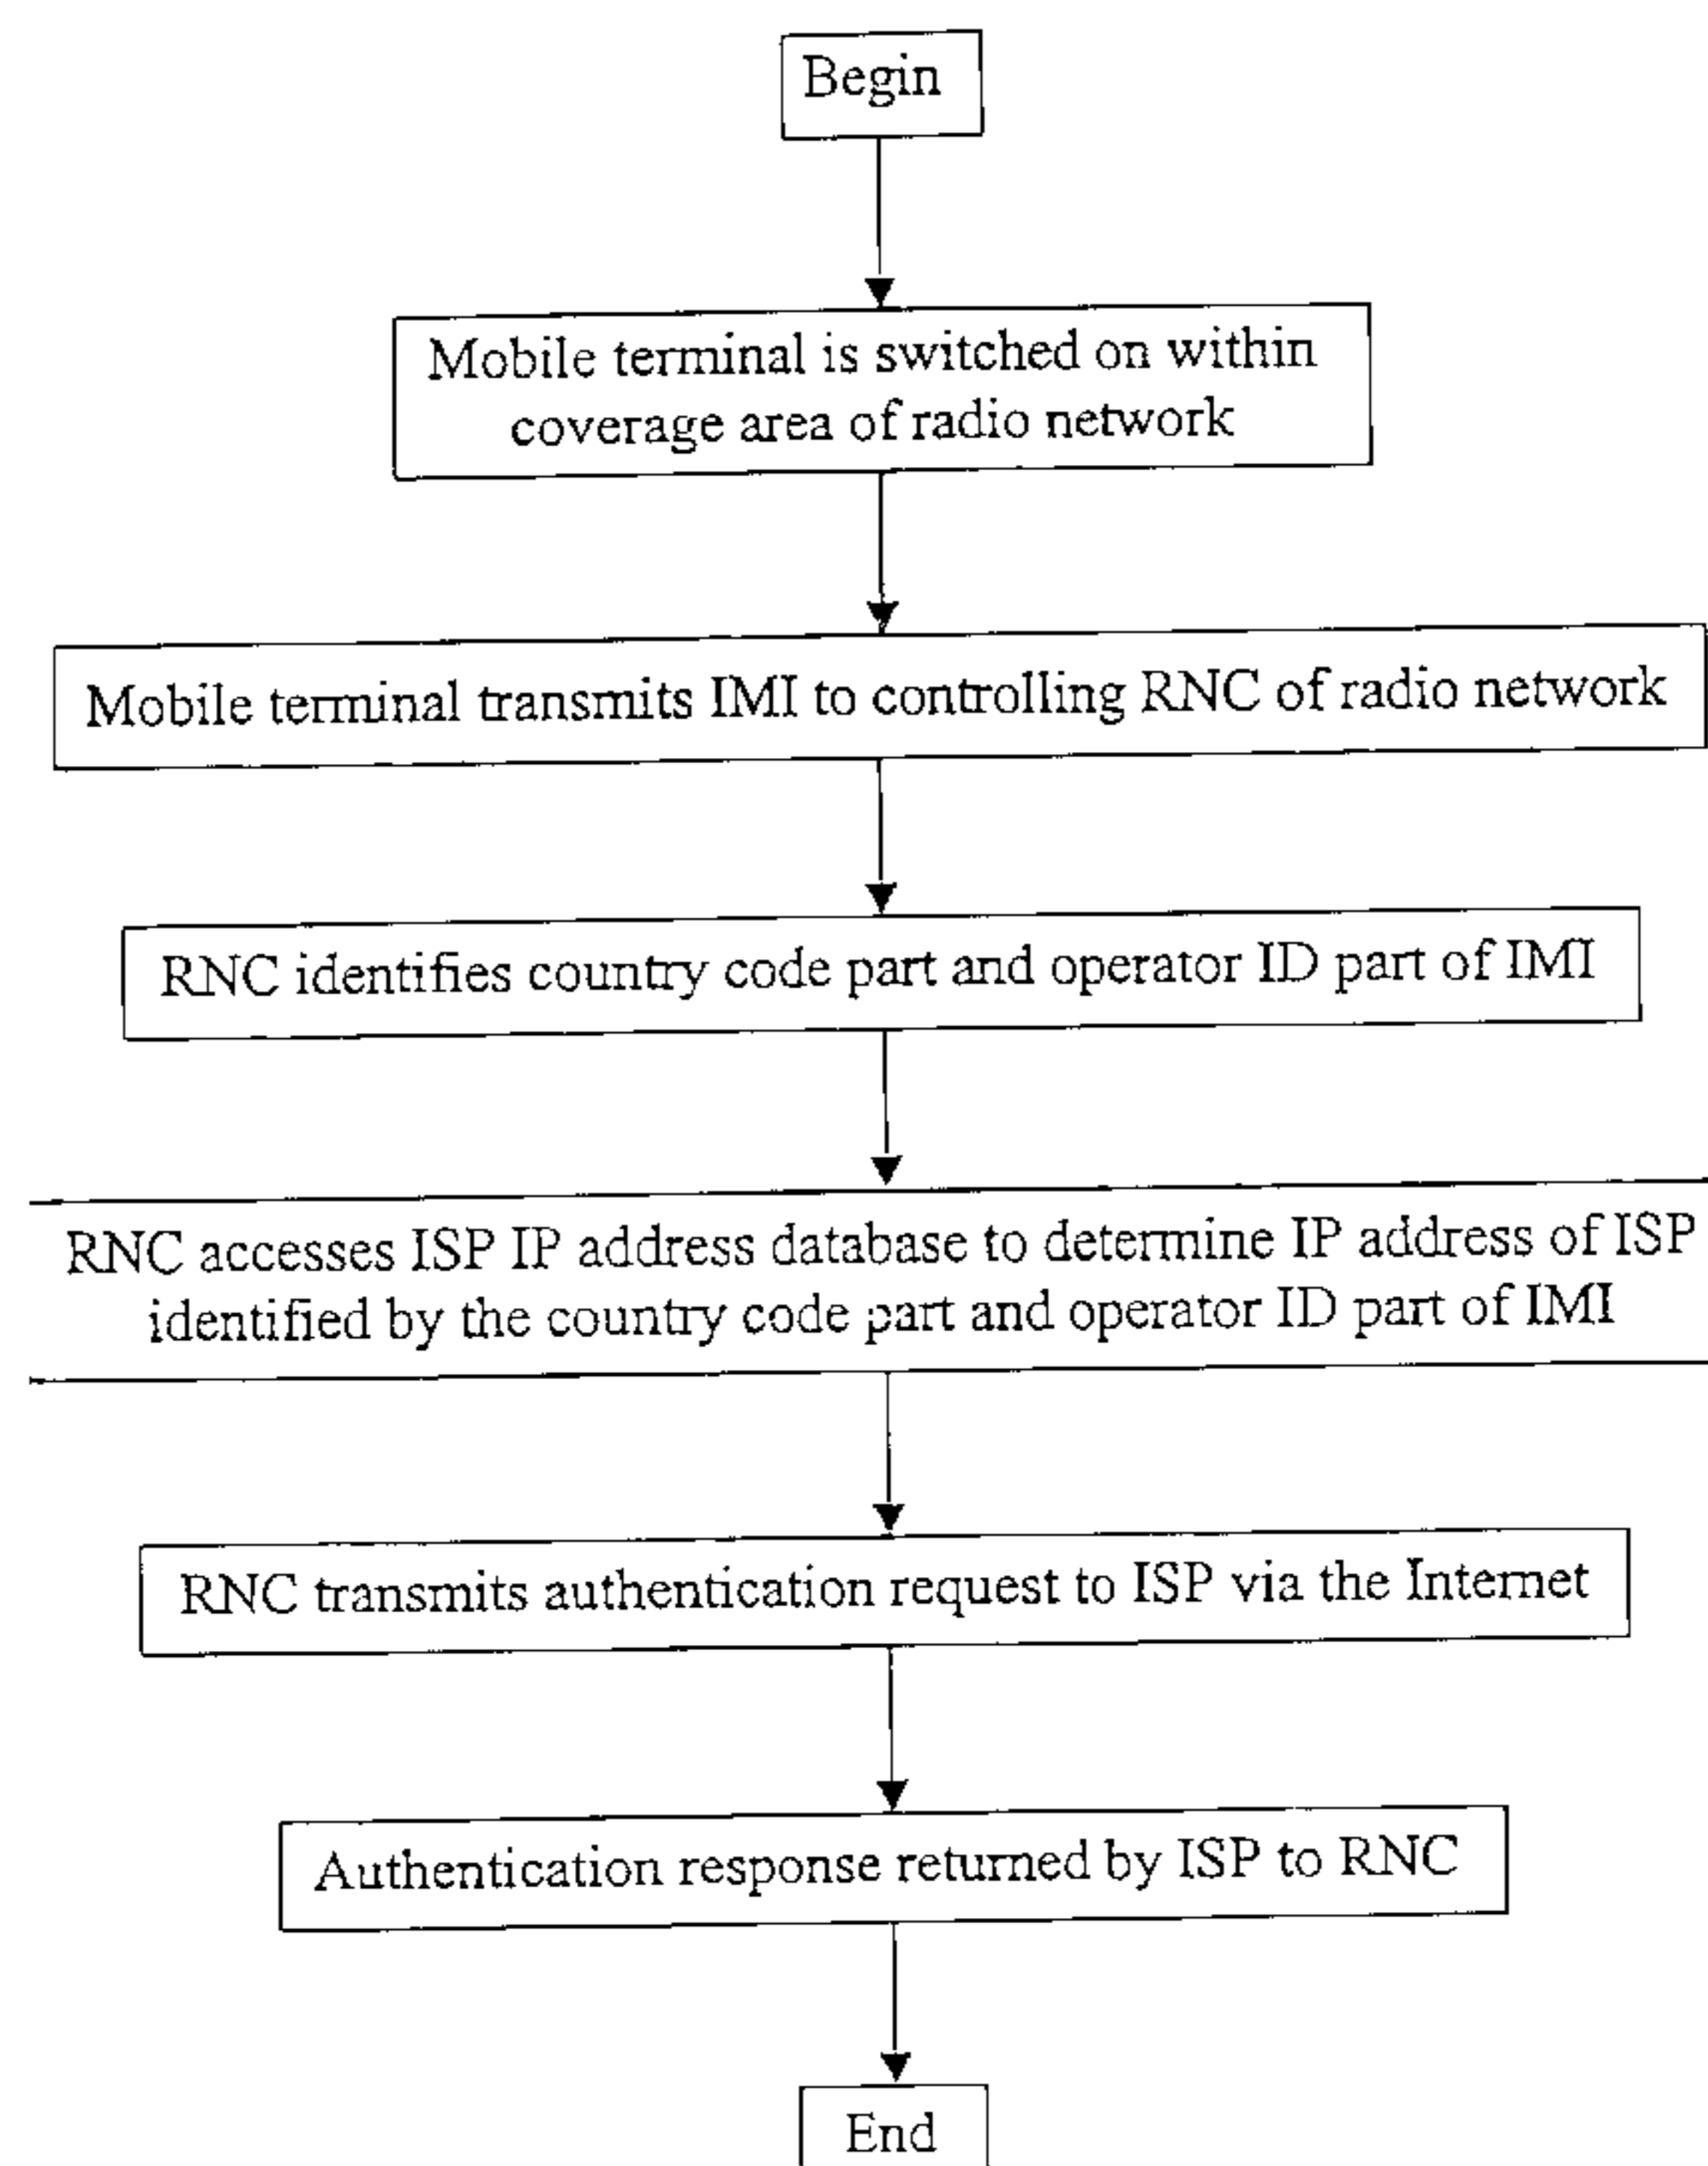 Begin
Mobile terminal is switched on within
coverage area of radio network
Mobile terminal transmits IMI to controlling RNC of radio network
RNC identifies country code part and operator ID part of IMI
RNC accesses ISP IP address database to determine IP address of ISP
identified by the country code part and operator ID part of IMI
RNC transmits authentication request to ISP via the Internet
Authentication response returned by ISP to RNC
End